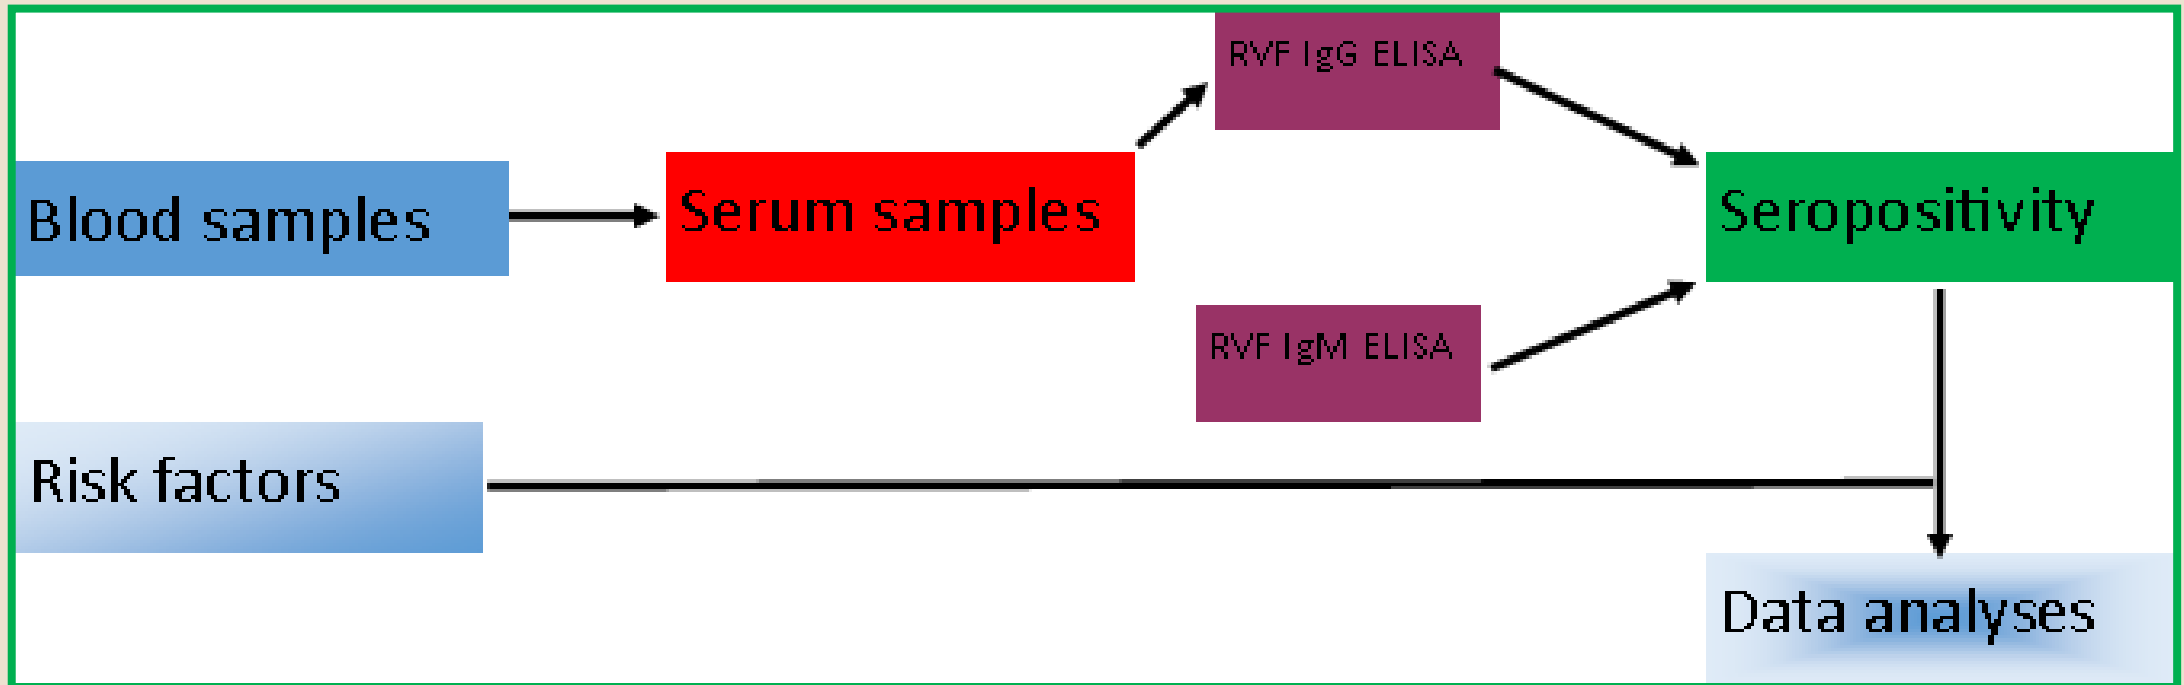 RVF IgG ELISA
Blood samples
Serum samples
Seropositivity
RVF IgM ELISA
Risk factors
Data analyses